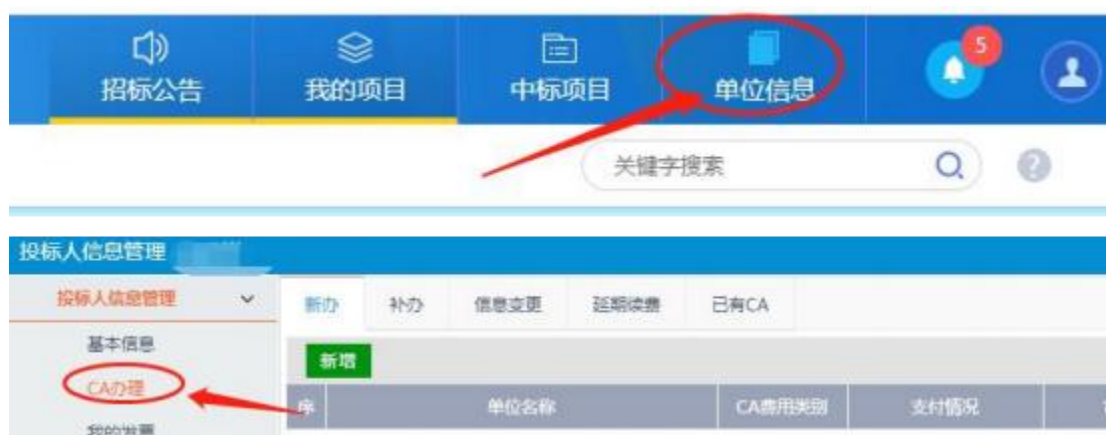 招标公告 我的项目 中标项目 单位信息 5
关键字搜索
投标人信息管理
投标人信息管理 新办 补办 信息变更 延期续费 已有CA
基本信息
新增
CA办理
序 单位名称 CA费用类别 支付情况
我的发票